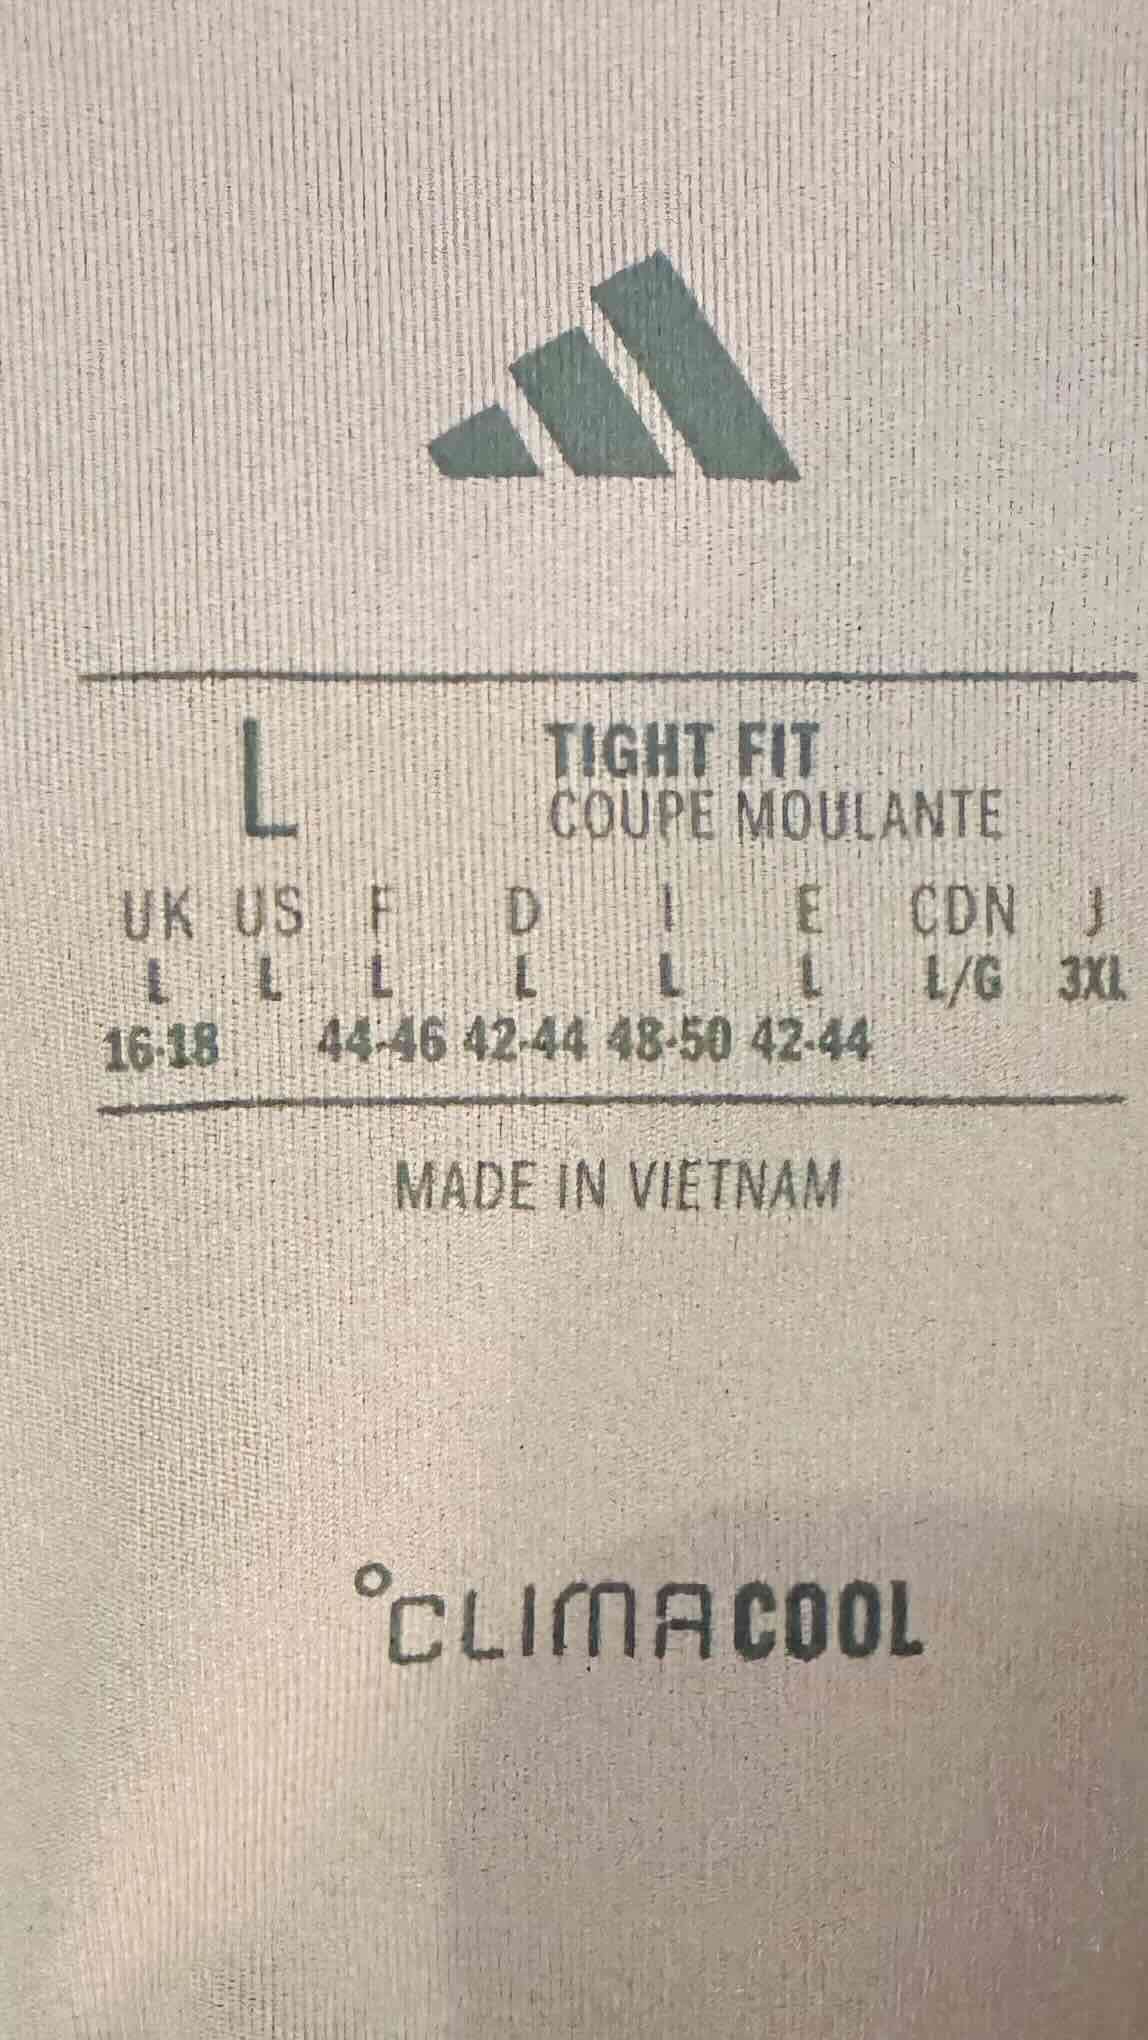 L
TIGHT FIT
COUPE MOULANTE
UK US F D I E CDN J
L L L L L L L/G 3XL
16-18 44-46 42-44 48-50 42-44
MADE IN VIETNAM
°CLIMACOOL